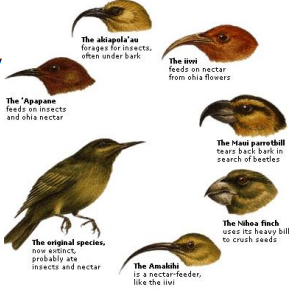 The akiapola'au
forages for insects,
often under bark
The iiwi
feeds on nectar
from ohia flowers
The 'Apapane
feeds on insects
and ohia nectar
The Maui parrotbill
tears back bark in
search of beetles
The Nihoa finch
uses its heavy bill
to crush seeds
The original species,
now extinct,
probably ate
insects and nectar
The Amakihi
is a nectar-feeder,
like the iivi